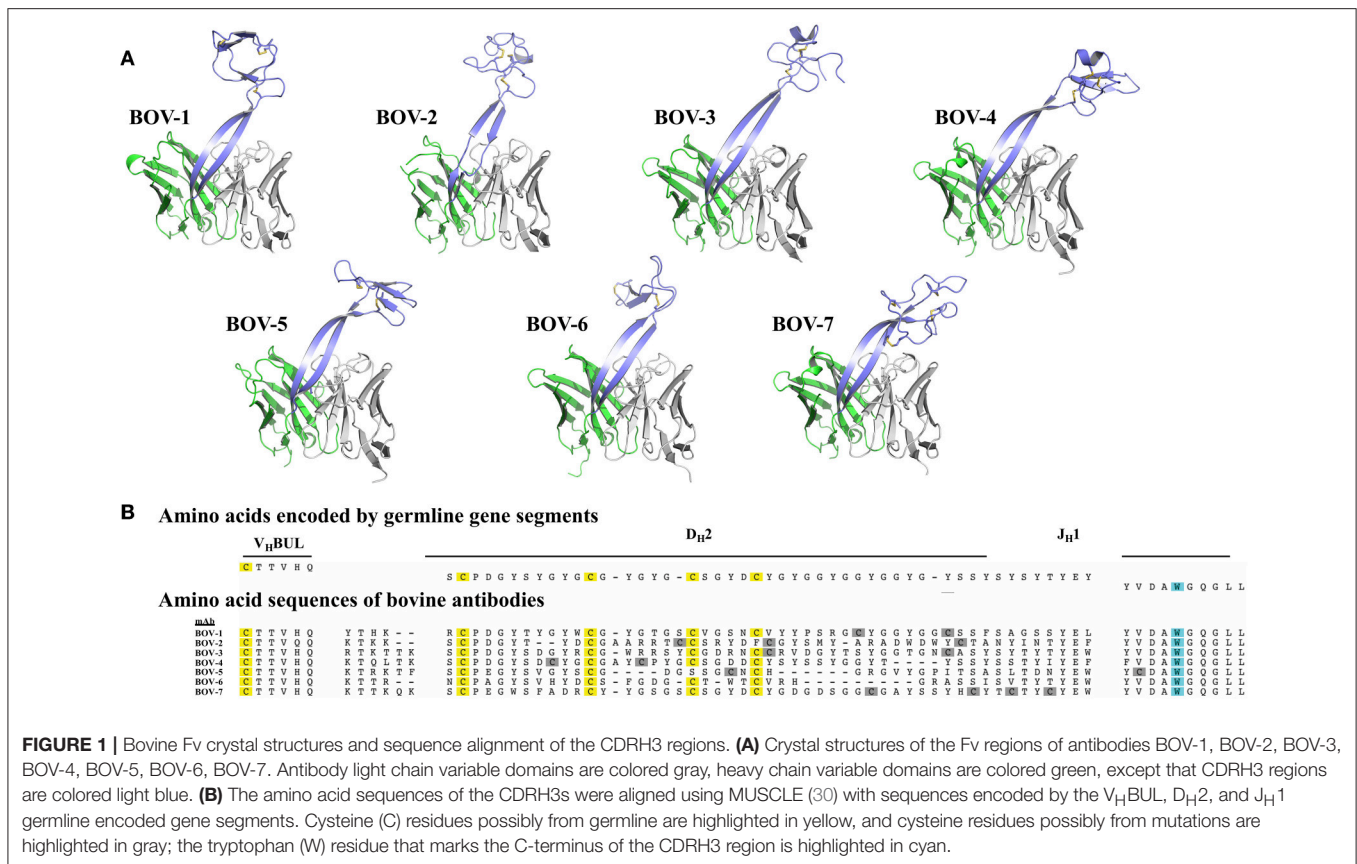 A
BOV-1
BOV-2
BOV-3
BOV-4
BOV-5
BOV-6
BOV-7
B Amino acids encoded by germline gene segments
VHBUL DH2 JH1
C T T V H Q
S C P D G Y S Y G Y G C G - Y G Y G - C S G Y D C Y G Y G G Y G G Y G G Y G - Y S S Y S Y S Y T Y E Y
Y V D A W G Q G L L
Amino acid sequences of bovine antibodies
mAb
BOV-1 C T T V H Q Y T H K - - R C P D G Y T Y G Y W C G - Y G T G S C V G S N C V Y Y P S R G C Y G G Y G G C S S F S A G S S Y E L Y V D A W G Q G L L
BOV-2 C T T V Q Q Y V D A W G Q G L L
BOV-3 C T T V H Q Y V D A W G Q G L L
BOV-4 C T T V H Q K T Q L T K F V D A W G Q G L L
BOV-5 C T T V H Q K T R K T F Y C D A W G Q G L L
BOV-6 C T T V H Q K T T R - - Y V D A W G Q G L L
BOV-7 C T T V H Q K T T K Q K S C P E G W S F A D R C Y - Y G S G S C S G Y D C Y G D G D S G G C G A Y S S Y H C Y T C T Y C Y E W Y V D A W G Q G L L
FIGURE 1 | Bovine Fv crystal structures and sequence alignment of the CDRH3 regions. (A) Crystal structures of the Fv regions of antibodies BOV-1, BOV-2, BOV-3,
BOV-4, BOV-5, BOV-6, BOV-7. Antibody light chain variable domains are colored gray, heavy chain variable domains are colored green, except that CDRH3 regions
are colored light blue. (B) The amino acid sequences of the CDRH3s were aligned using MUSCLE (30) with sequences encoded by the VHBUL, DH2, and JH1
germline encoded gene segments. Cysteine (C) residues possibly from germline are highlighted in yellow, and cysteine residues possibly from mutations are
highlighted in gray; the tryptophan (W) residue that marks the C-terminus of the CDRH3 region is highlighted in cyan.